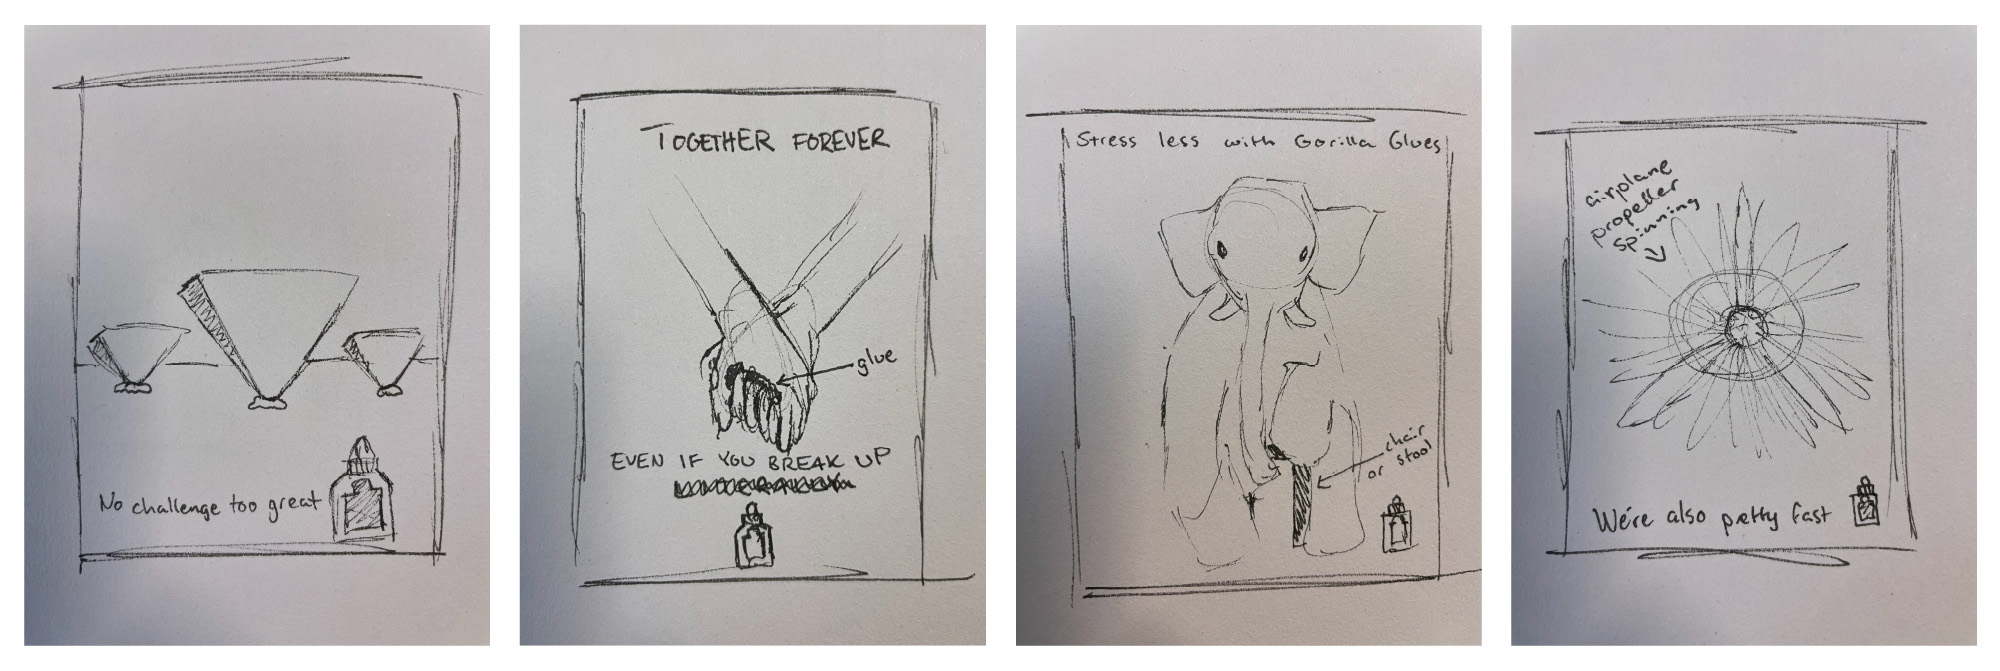 No challenge too great
TOGETHER FOREVER
glue
EVEN IF YOU BREAK UP
Stress less with Gorilla Glues
chair
or stool
airplane
propeller
spinning
We're also pretty fast